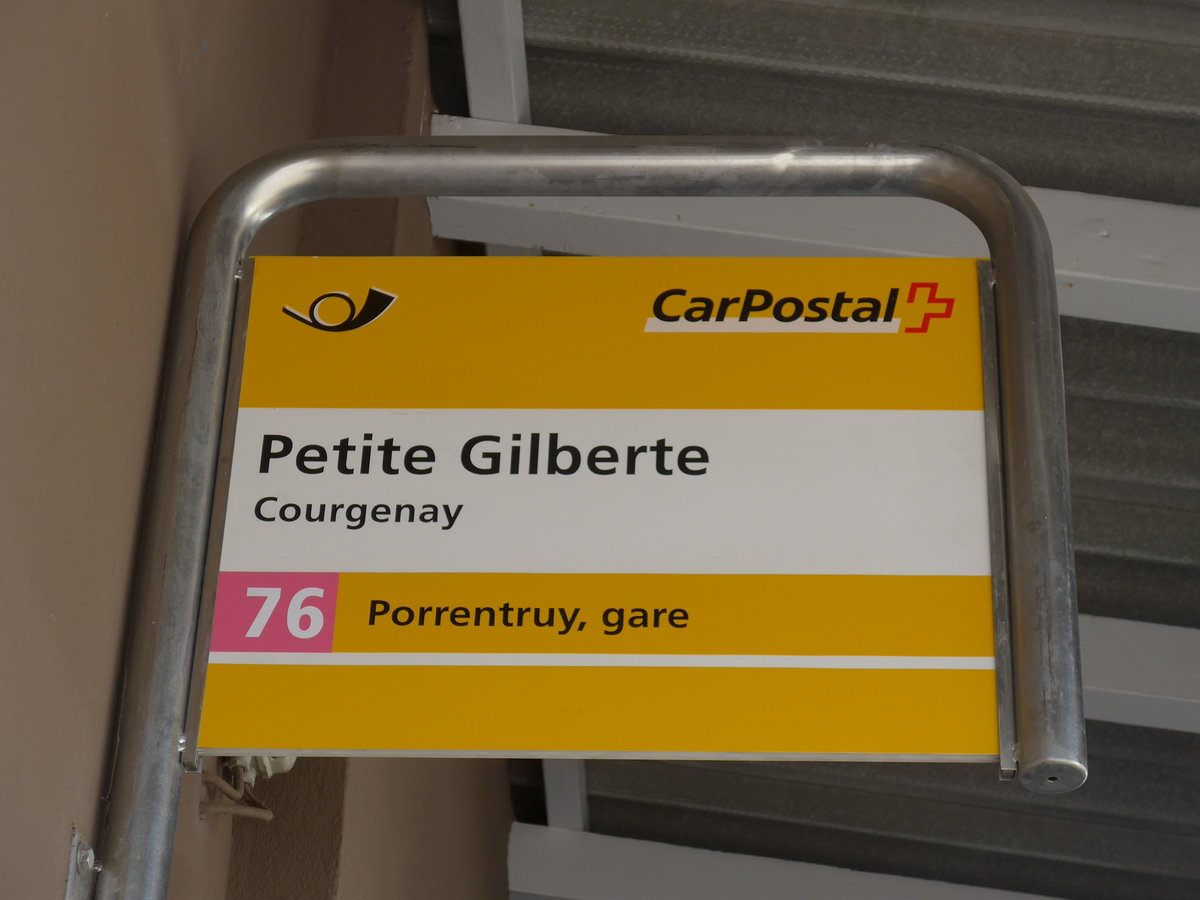 CarPostal
Petite Gilberte
Courgenay
76 Porrentruy, gare